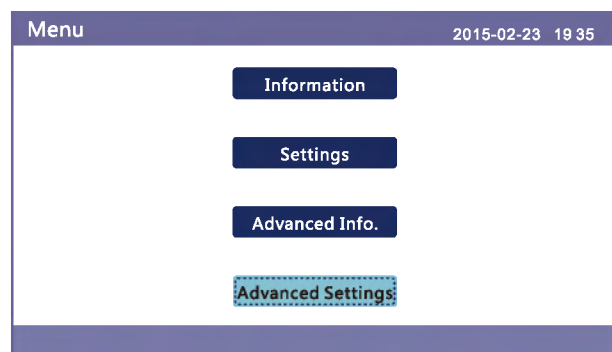 Menu
2015-02-23 19 35
Information
Settings
Advanced Info.
Advanced Settings